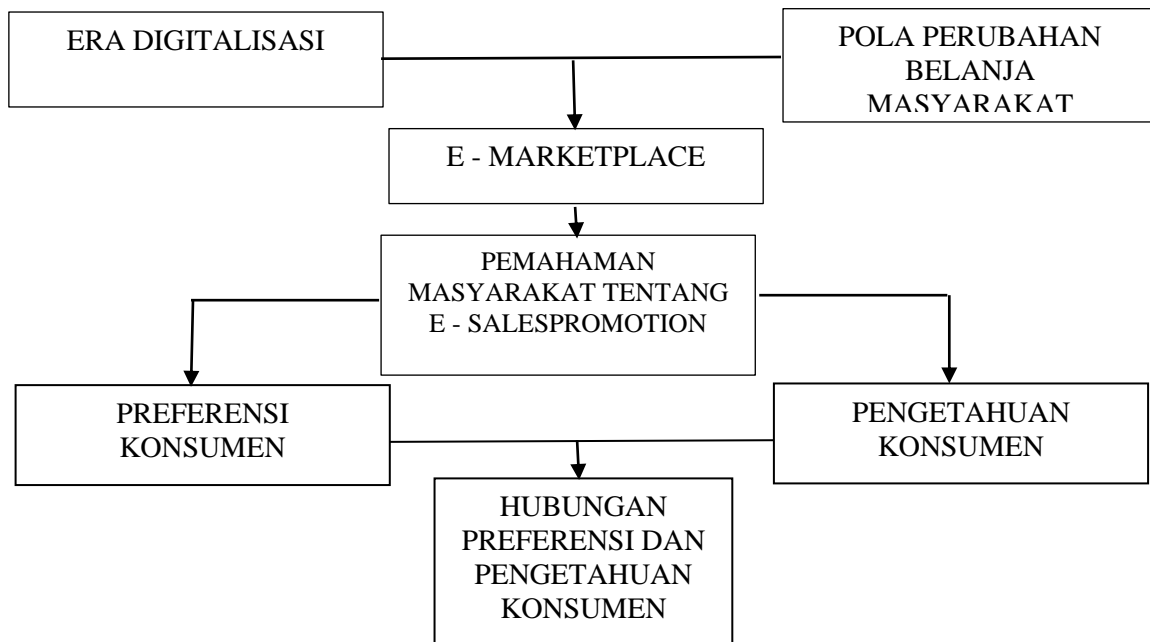 ERA DIGITALISASI
POLA PERUBAHAN
BELANJA
MASYARAKAT
E - MARKETPLACE
PEMAHAMAN
MASYARAKAT TENTANG
E - SALESPROMOTION
PREFERENSI
KONSUMEN
PENGETAHUAN
KONSUMEN
HUBUNGAN
PREFERENSI DAN
PENGETAHUAN
KONSUMEN